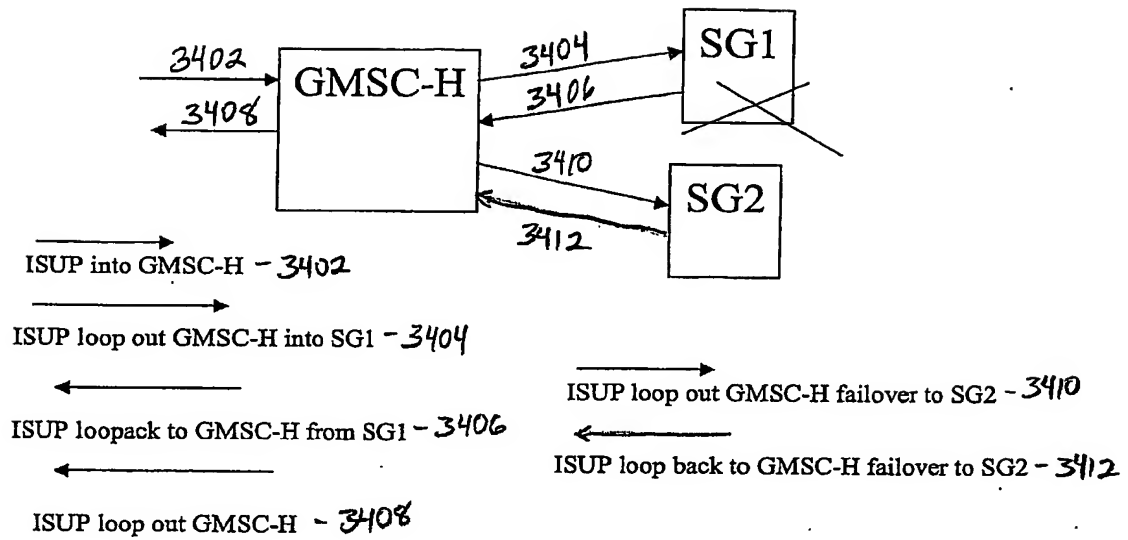 3402
3408
GMSC-H
3404
3406
SG1
3410
3412
SG2
ISUP into GMSC-H - 3402
ISUP loop out GMSC-H into SG1 - 3404
ISUP loopack to GMSC-H from SG1 - 3406
ISUP loop out GMSC-H - 3408
ISUP loop out GMSC-H failover to SG2 - 3410
ISUP loop back to GMSC-H failover to SG2 - 3412